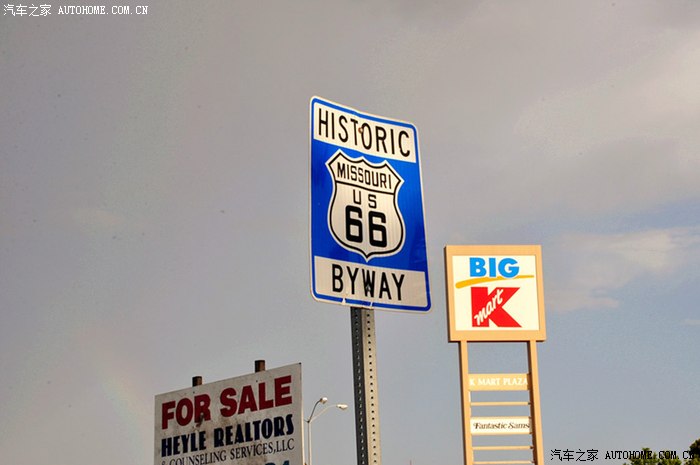 汽车之家 AUTOHOME.COM.CN
HISTORIC
MISSOURI
US
66
BYWAY
BIG
K
mart
K MART PLAZA
Fantastic Sams
FOR SALE
HEYLE REALTORS
& COUNSELING SERVICES, LLC
汽车之家 AUTOHOME.COM.CN